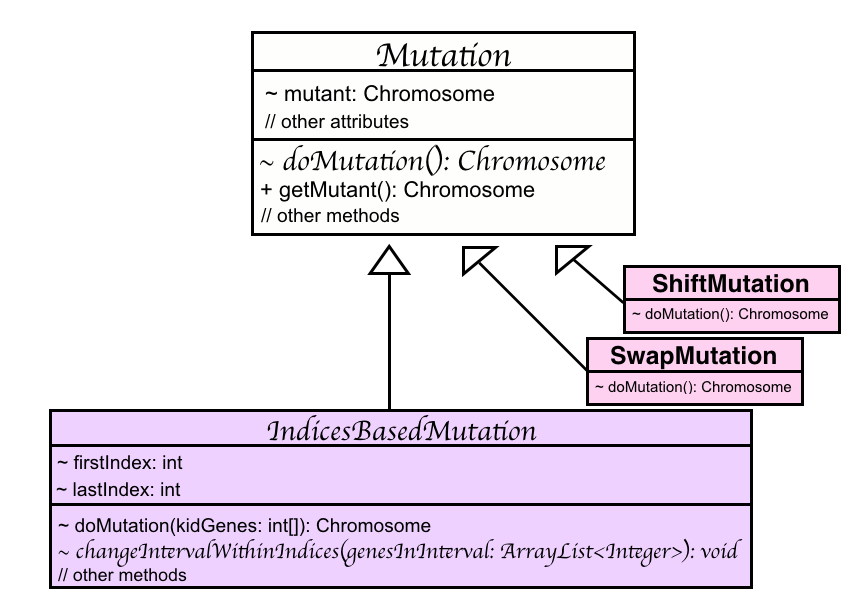 Mutation
~ mutant: Chromosome
// other attributes
~ doMutation(): Chromosome
+ getMutant(): Chromosome
// other methods
ShiftMutation
~ doMutation(): Chromosome
SwapMutation
~ doMutation(): Chromosome
IndicesBasedMutation
~ firstIndex: int
~ lastIndex: int
~ doMutation(kidGenes: int[]): Chromosome
~ changeIntervalWithinIndices(genesInInterval: ArrayList<Integer>): void
// other methods